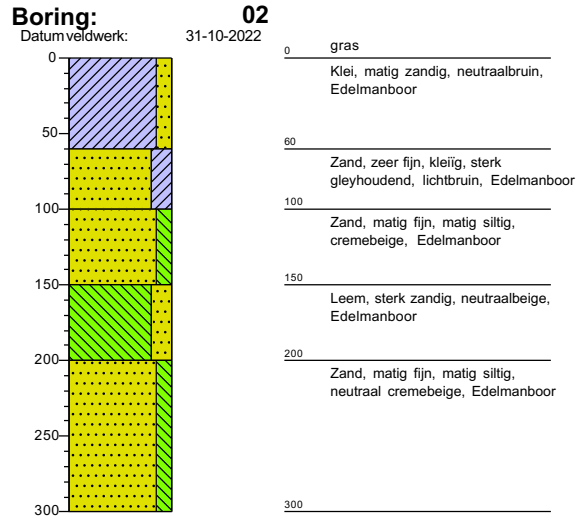 Boring: 02
Datum veldwerk: 31-10-2022
0
50
100
150
200
250
300
0 gras
Klei, matig zandig, neutraalbruin,
Edelmanboor
60
Zand, zeer fijn, kleiïg, sterk
gleyhoudend, lichtbruin, Edelmanboor
100
Zand, matig fijn, matig siltig,
cremebeige, Edelmanboor
150
Leem, sterk zandig, neutraalbeige,
Edelmanboor
200
Zand, matig fijn, matig siltig,
neutraal cremebeige, Edelmanboor
300